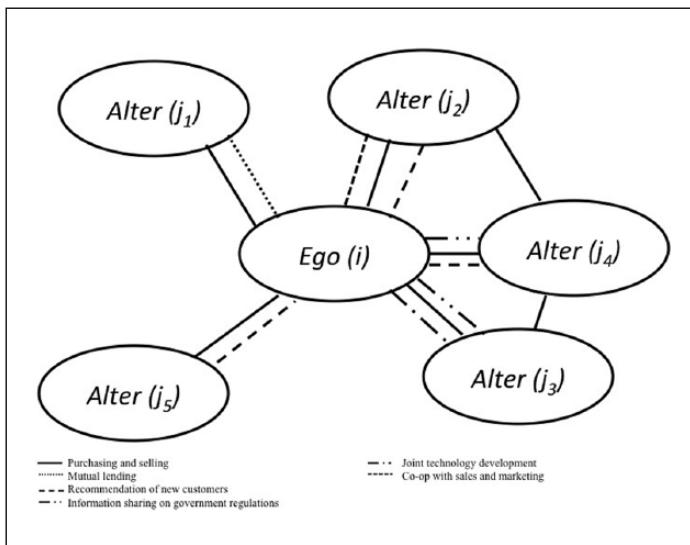 Alter (j1)
Alter (j2)
Ego (i)
Alter (j4)
Alter (j5)
Alter (j3)
Purchasing and selling
Mutual lending
Recommendation of new customers
Information sharing on government regulations
Joint technology development
Co-op with sales and marketing